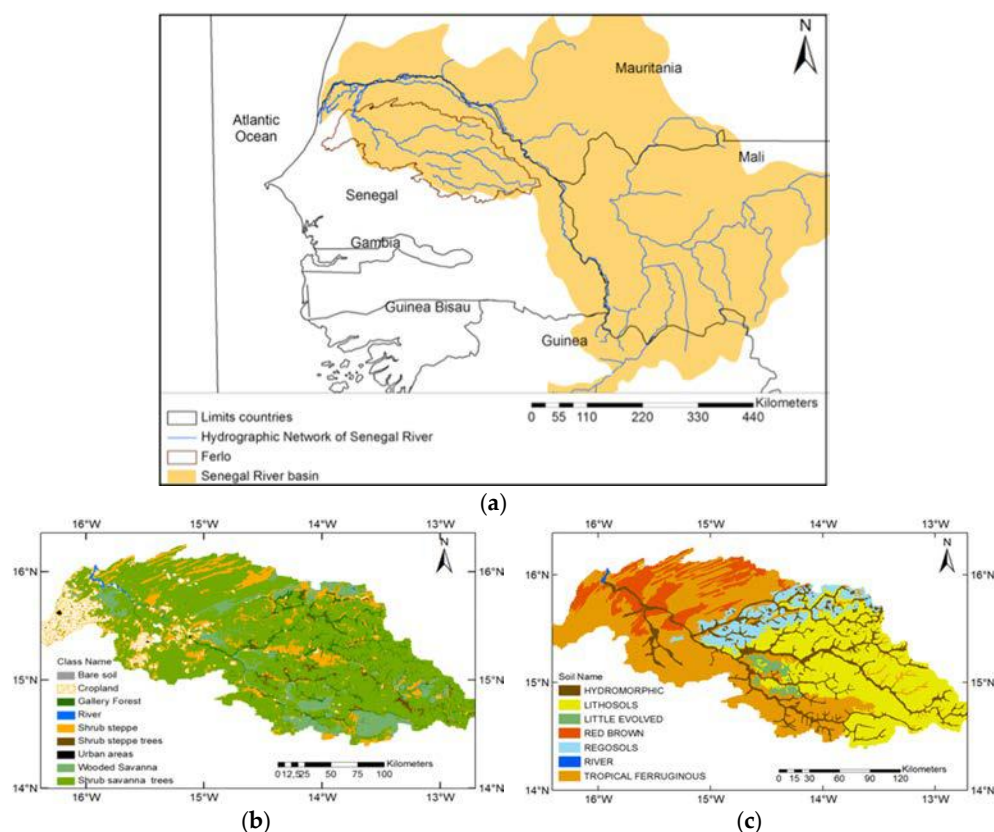 N
Mauritania
Atlantic
Ocean
Mali
Senegal
Gambia
Guinea Bisau
Guinea
Kilometers
0 55 110 220 330 440
Limits countries
Hydrographic Network of Senegal River
Ferlo
Senegal River basin
(a)
16°W 15°W 14°W 13°W
N
16°N 16°N
15°N 15°N
14°N 14°N
Class Name
Bare soil
Cropland
Gallery Forest
River
Shrub steppe
Shrub steppe trees
Urban areas
Wooded Savanna
Shrub savanna trees
Kilometers
0 12,5 25 50 75 100
(b)
16°W 15°W 14°W 13°W
N
16°N 16°N
15°N 15°N
14°N 14°N
Soil Name
HYDROMORPHIC
LITHOSOLS
LITTLE EVOLVED
RED BROWN
REGOSOLS
RIVER
TROPICAL FERRUGINOUS
Kilometers
0 15 30 60 90 120
16°W 15°W 14°W 13°W
(c)